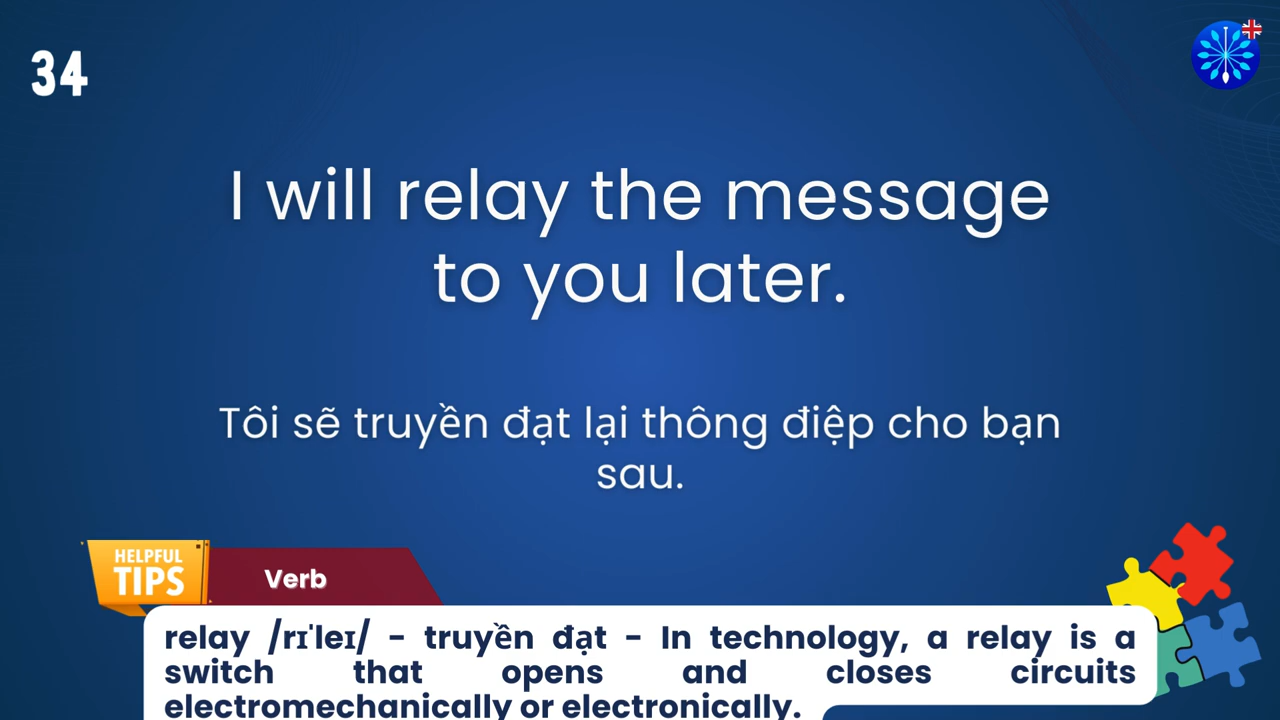 34
I will relay the message
to you later.
Tôi sẽ truyền đạt lại thông điệp cho bạn
sau.
HELPFUL
TIPS
Verb
relay /rɪˈleɪ/ - truyền đạt - In technology, a relay is a
switch that opens and closes circuits
electromechanically or electronically.